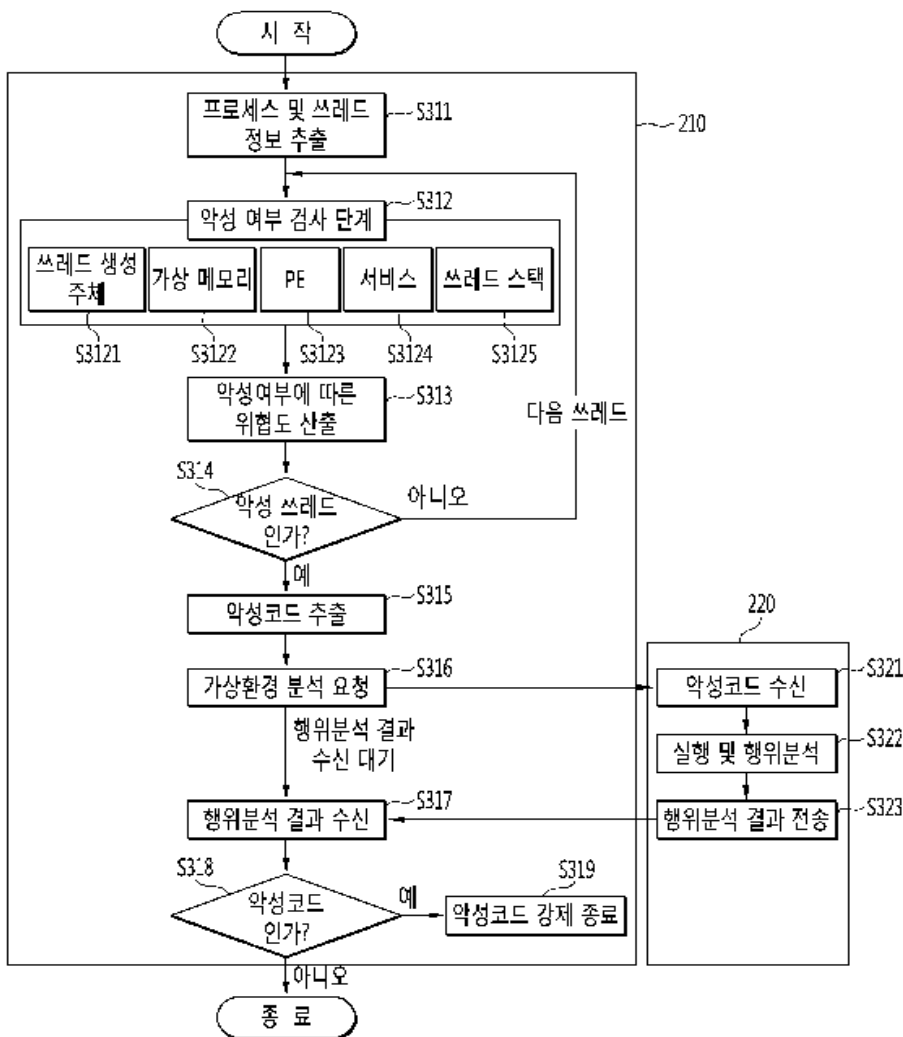 시 작
프로세스 및 쓰레드
정보 추출
S311
210
악성 여부 검사 단계
S312
쓰레드 생성
주체
가상 메모리
PE
서비스
쓰레드 스택
S3121
S3122
S3123
S3124
S3125
악성여부에 따른
위협도 산출
S313
다음 쓰레드
S314
악성 쓰레드
인가?
아니오
예
악성코드 추출
S315
220
가상환경 분석 요청
S316
악성코드 수신
S321
행위분석 결과
수신 대기
실행 및 행위분석
S322
행위분석 결과 수신
S317
행위분석 결과 전송
S323
S318
악성코드
인가?
예
S319
악성코드 강제 종료
아니오
종 료